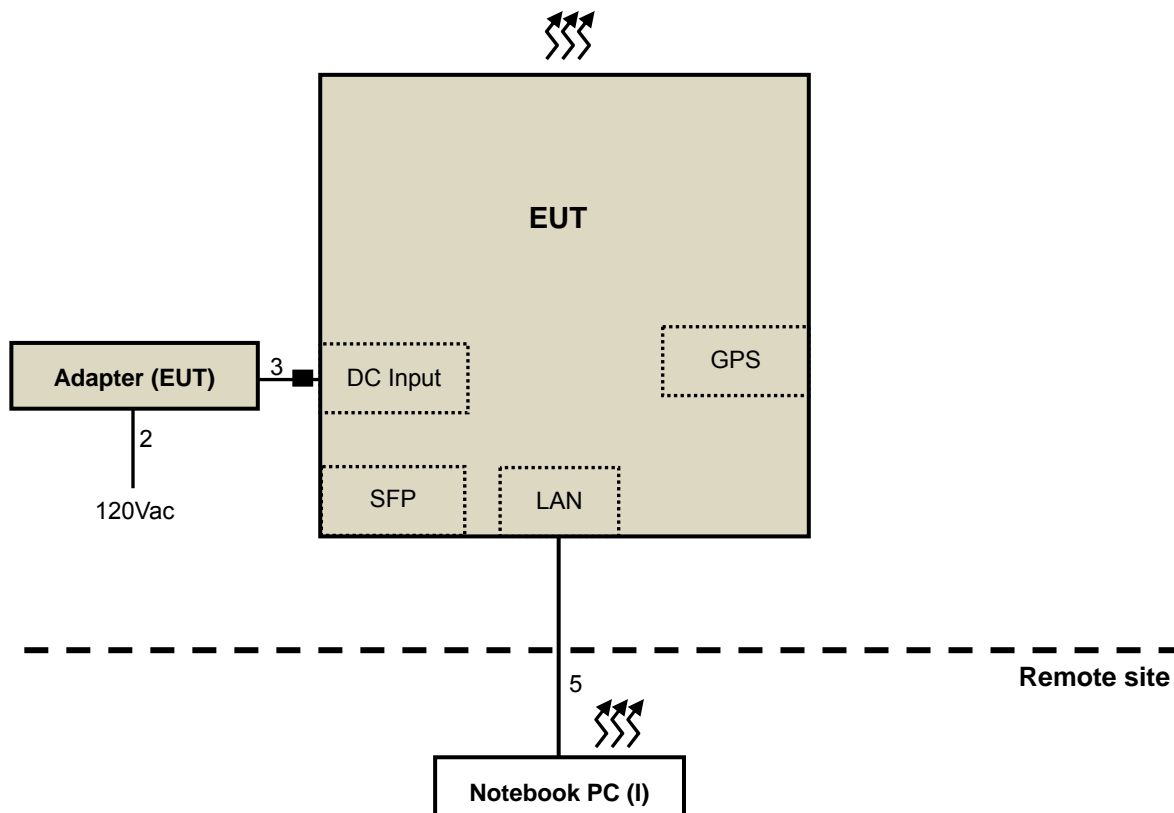 EUT
GPS
3
Adapter (EUT)
DC Input
2
SFP
LAN
120Vac
Remote site
5
Notebook PC (I)